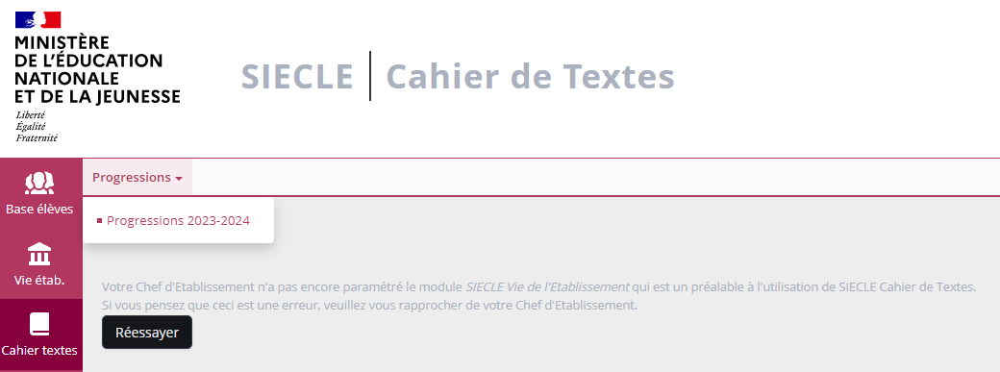 MINISTÈRE
DE L'ÉDUCATION
NATIONALE
ET DE LA JEUNESSE
Liberté
Égalité
Fraternité
SIECLE | Cahier de Textes
Base élèves
Vie étab.
Cahier textes
Progressions
Progressions 2023-2024
Votre Chef d'Etablissement n'a pas encore paramétré le module SIECLE Vie de l'Etablissement qui est un préalable à l'utilisation de SIECLE Cahier de Textes.
Si vous pensez que ceci est une erreur, veuillez vous rapprocher de votre Chef d'Etablissement.
Réessayer